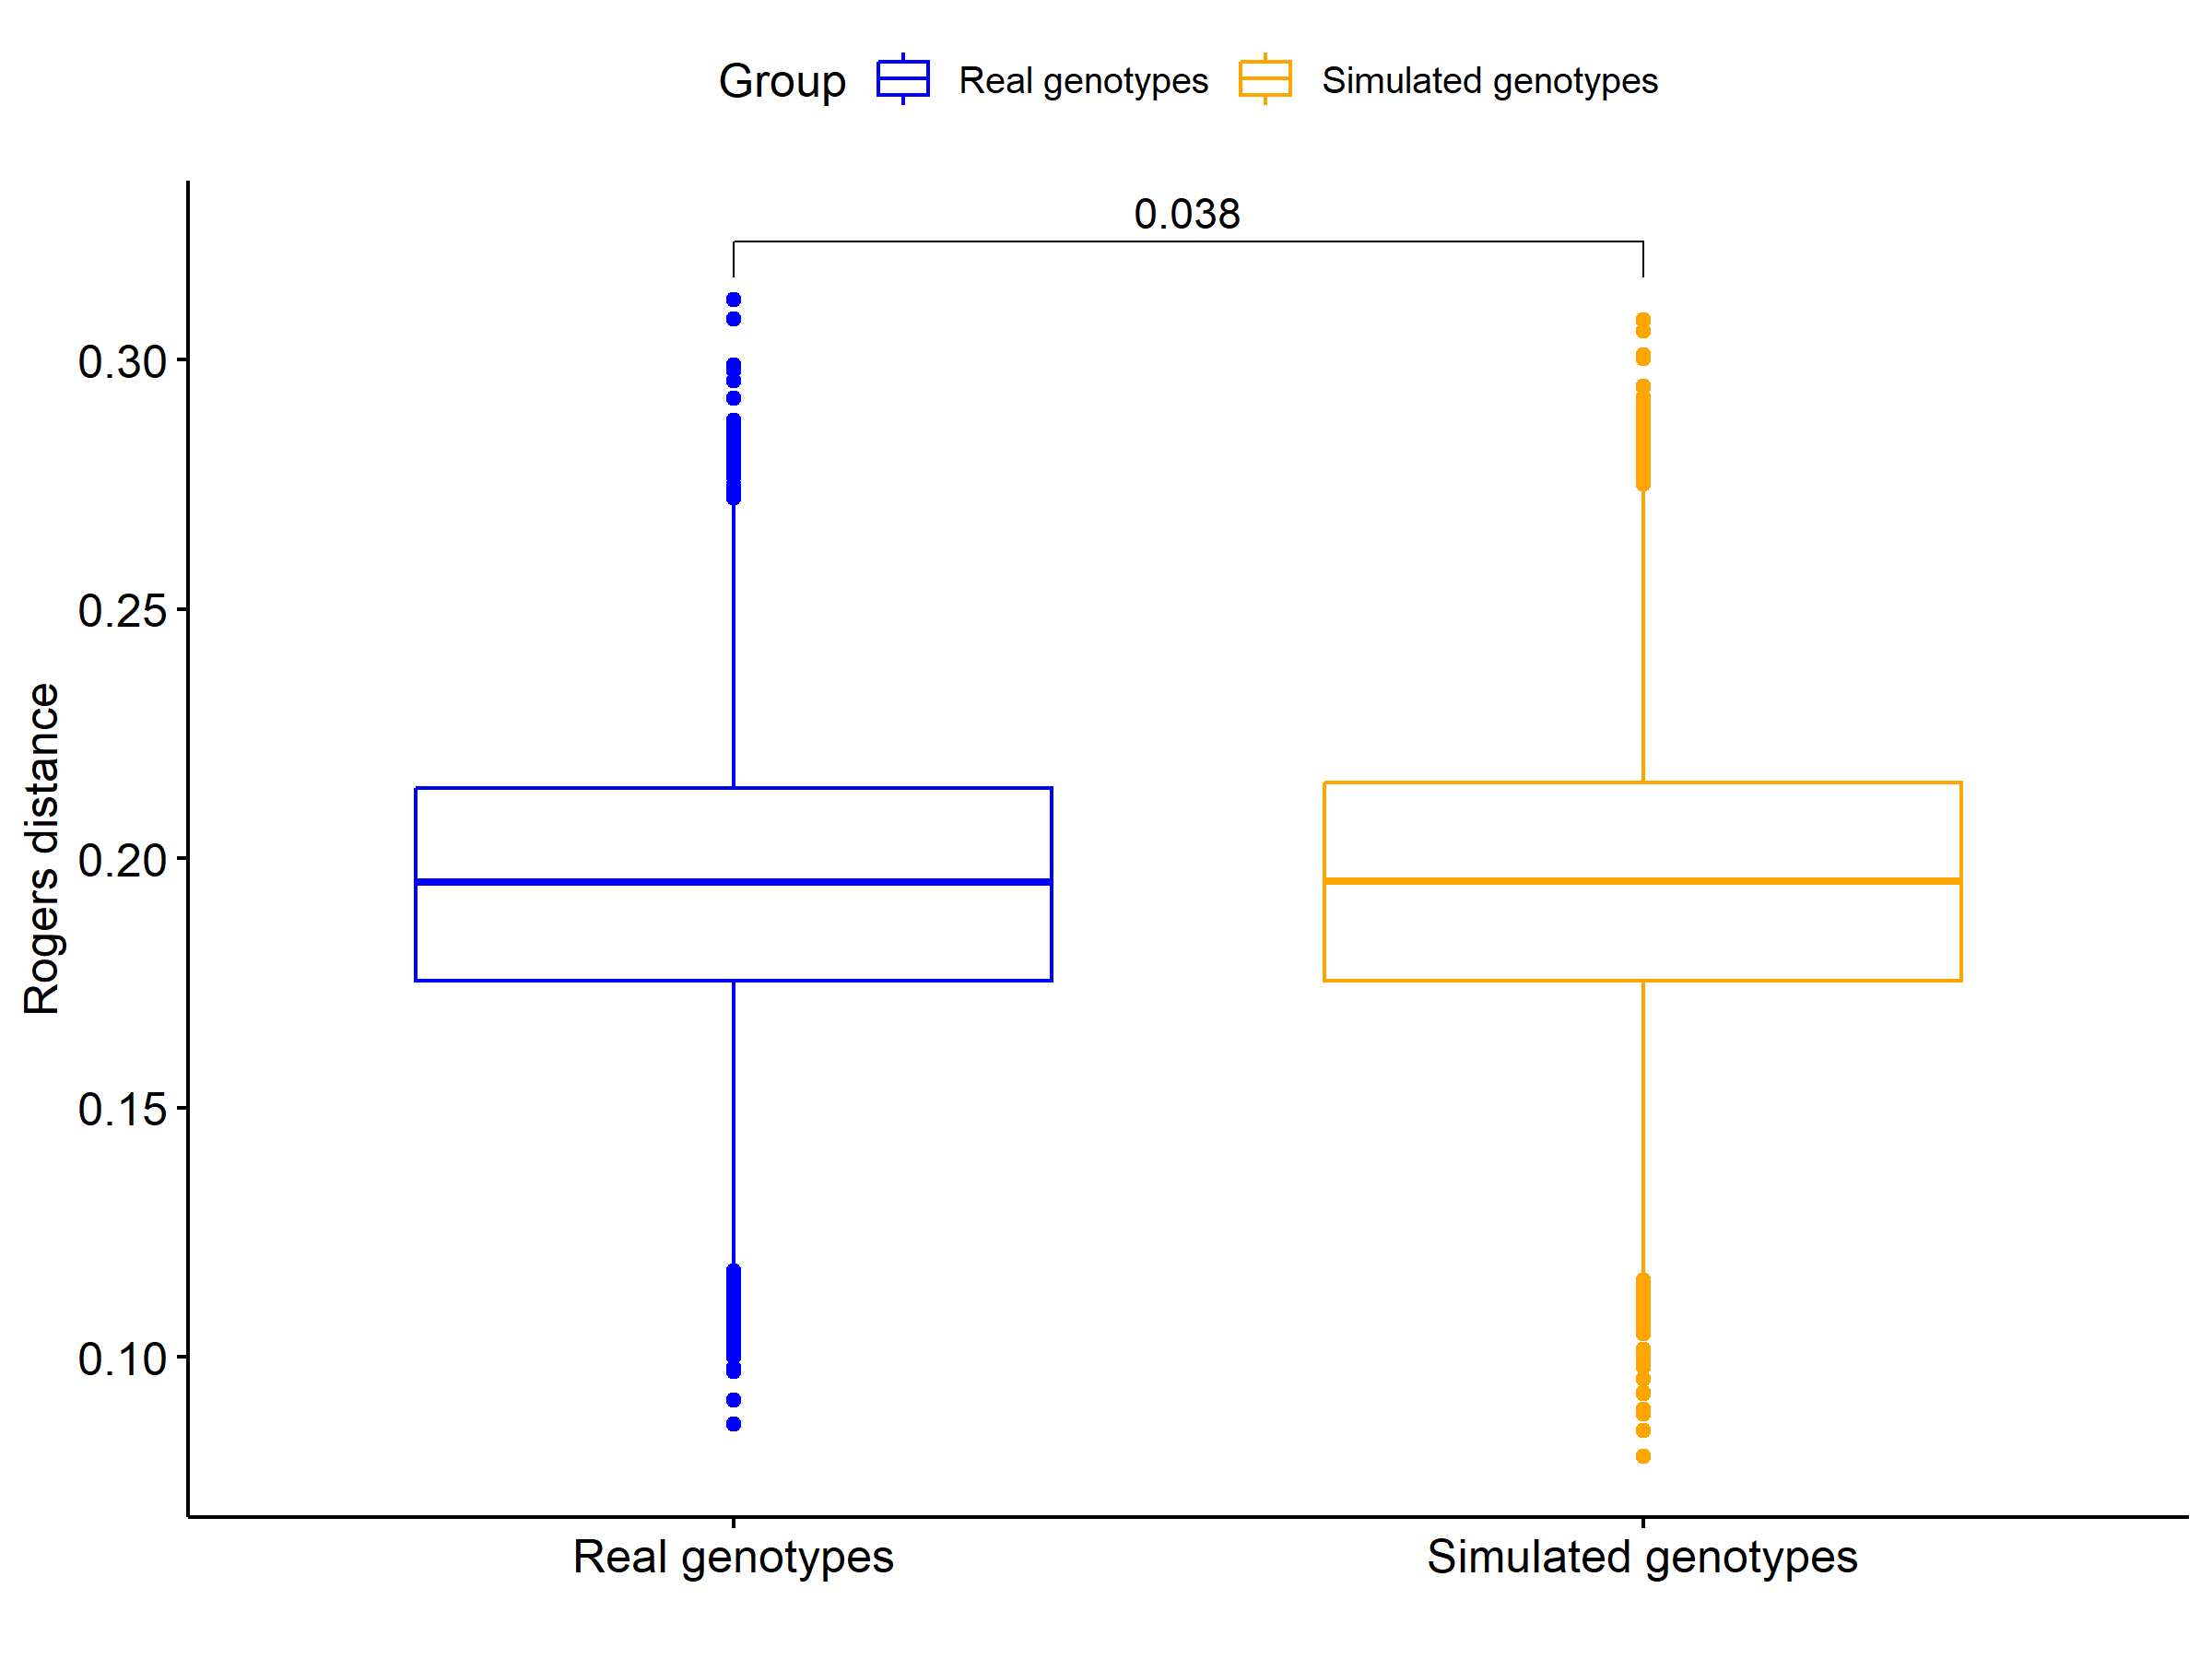 Group Real genotypes Simulated genotypes
0.038
0.30
0.25
0.20
0.15
0.10
Rogers distance
Real genotypes Simulated genotypes